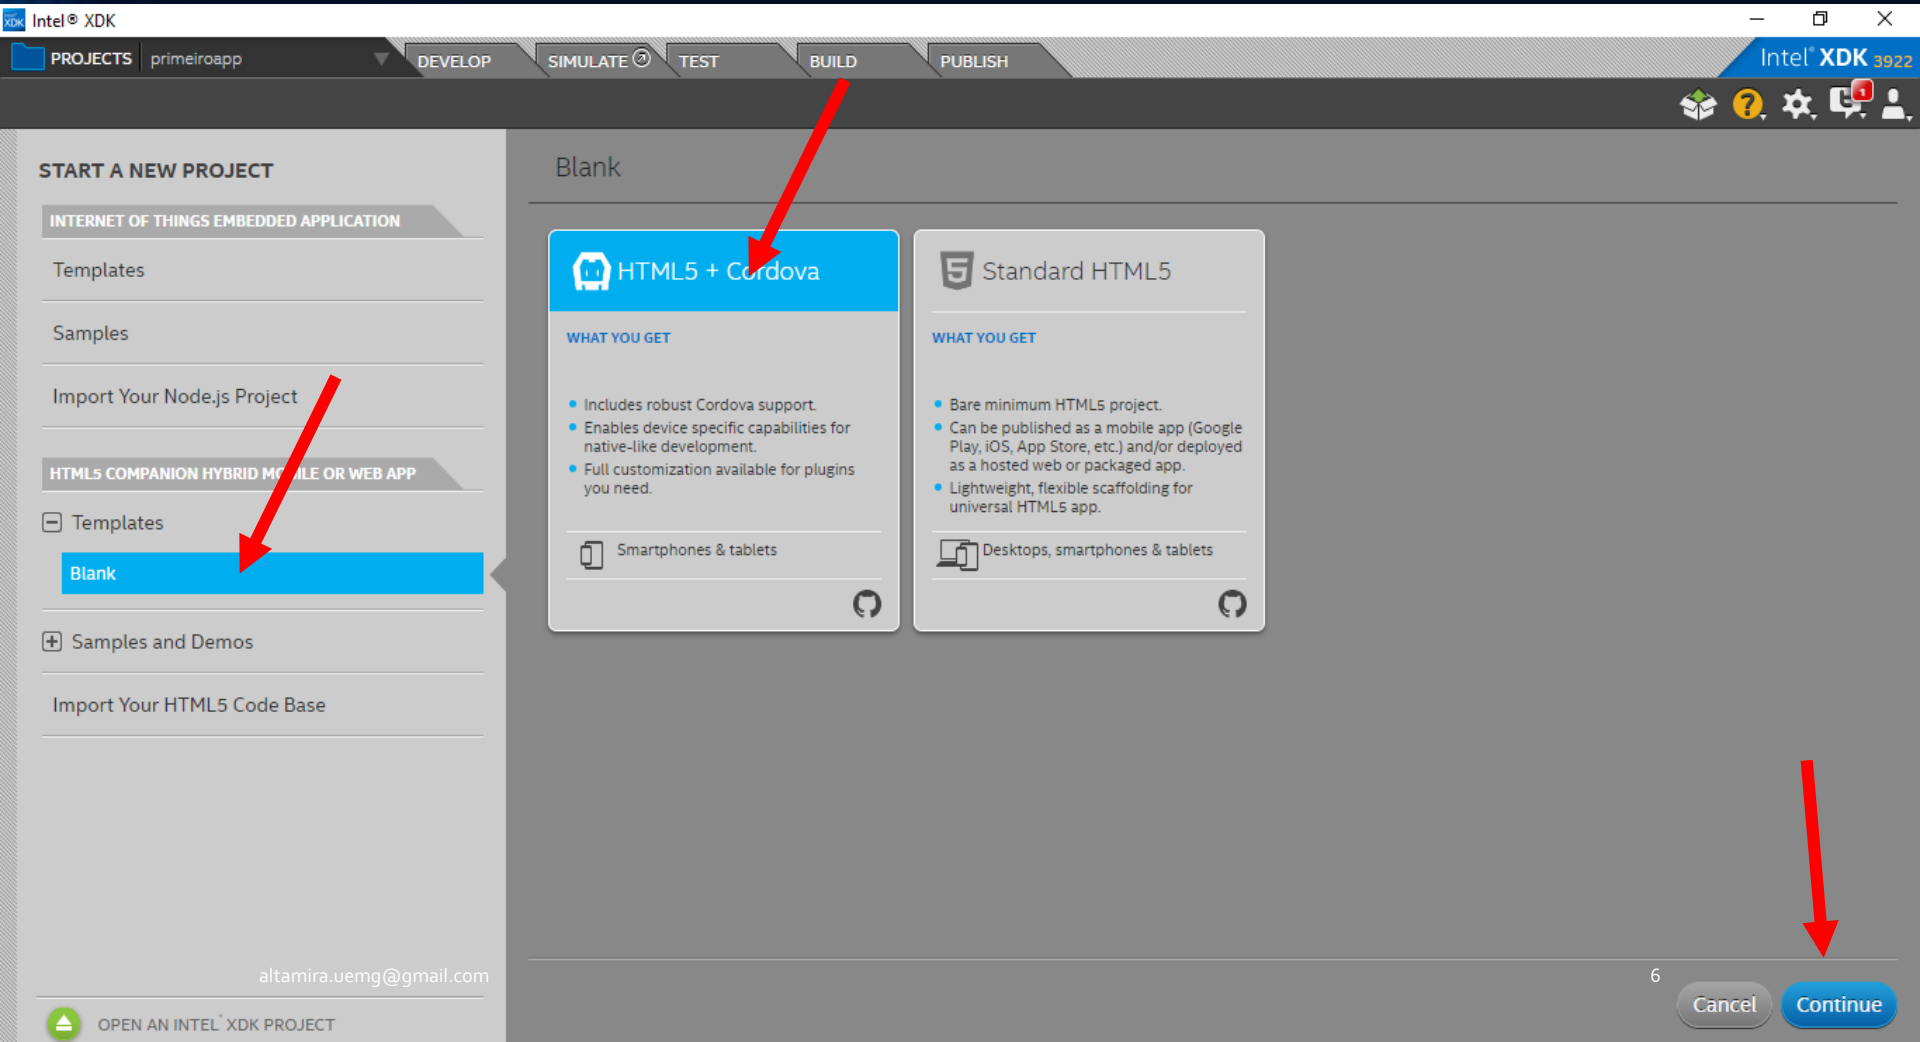 Intel® XDK
PROJECTS primeiroapp
DEVELOP
SIMULATE
TEST
BUILD
PUBLISH
Intel® XDK 3922
1
START A NEW PROJECT
INTERNET OF THINGS EMBEDDED APPLICATION
Templates
Samples
Import Your Node.js Project
HTML5 COMPANION HYBRID MOBILE OR WEB APP
Templates
Blank
Samples and Demos
Import Your HTML5 Code Base
altamira.uemg@gmail.com
OPEN AN INTEL® XDK PROJECT
Blank
HTML5 + Cordova
WHAT YOU GET
Includes robust Cordova support.
Enables device specific capabilities for
native-like development.
Full customization available for plugins
you need.
Smartphones & tablets
Standard HTML5
WHAT YOU GET
Bare minimum HTML5 project.
Can be published as a mobile app (Google
Play, iOS, App Store, etc.) and/or deployed
as a hosted web or packaged app.
Lightweight, flexible scaffolding for
universal HTML5 app.
Desktops, smartphones & tablets
6
Cancel
Continue